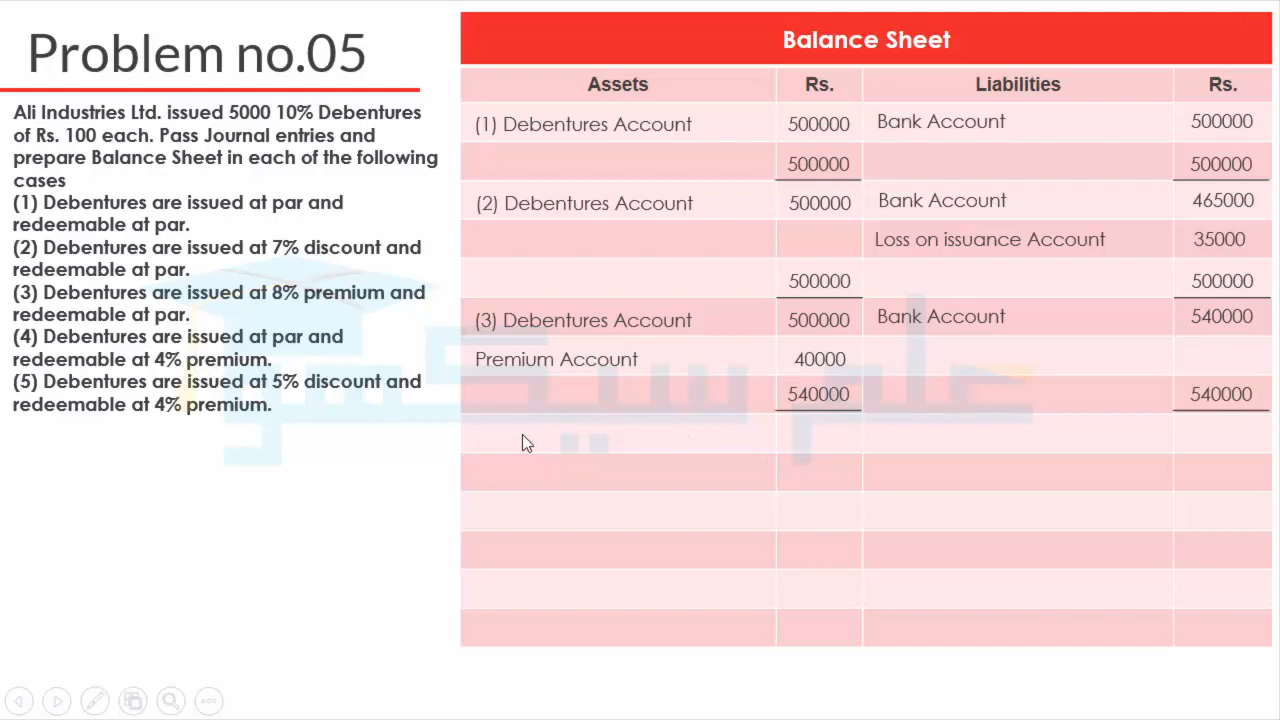 Problem no.05
Ali Industries Ltd. issued 5000 10% Debentures
of Rs. 100 each. Pass Journal entries and
prepare Balance Sheet in each of the following
cases
(1) Debentures are issued at par and
redeemable at par.
(2) Debentures are issued at 7% discount and
redeemable at par.
(3) Debentures are issued at 8% premium and
redeemable at par.
(4) Debentures are issued at par and
redeemable at 4% premium.
(5) Debentures are issued at 5% discount and
redeemable at 4% premium.
Balance Sheet
Assets Rs. Liabilities Rs.
(1) Debentures Account 500000 Bank Account 500000
500000 500000
(2) Debentures Account 500000 Bank Account 465000
Loss on issuance Account 35000
500000 500000
(3) Debentures Account 500000 Bank Account 540000
Premium Account 40000
540000 540000
علم سیکھو